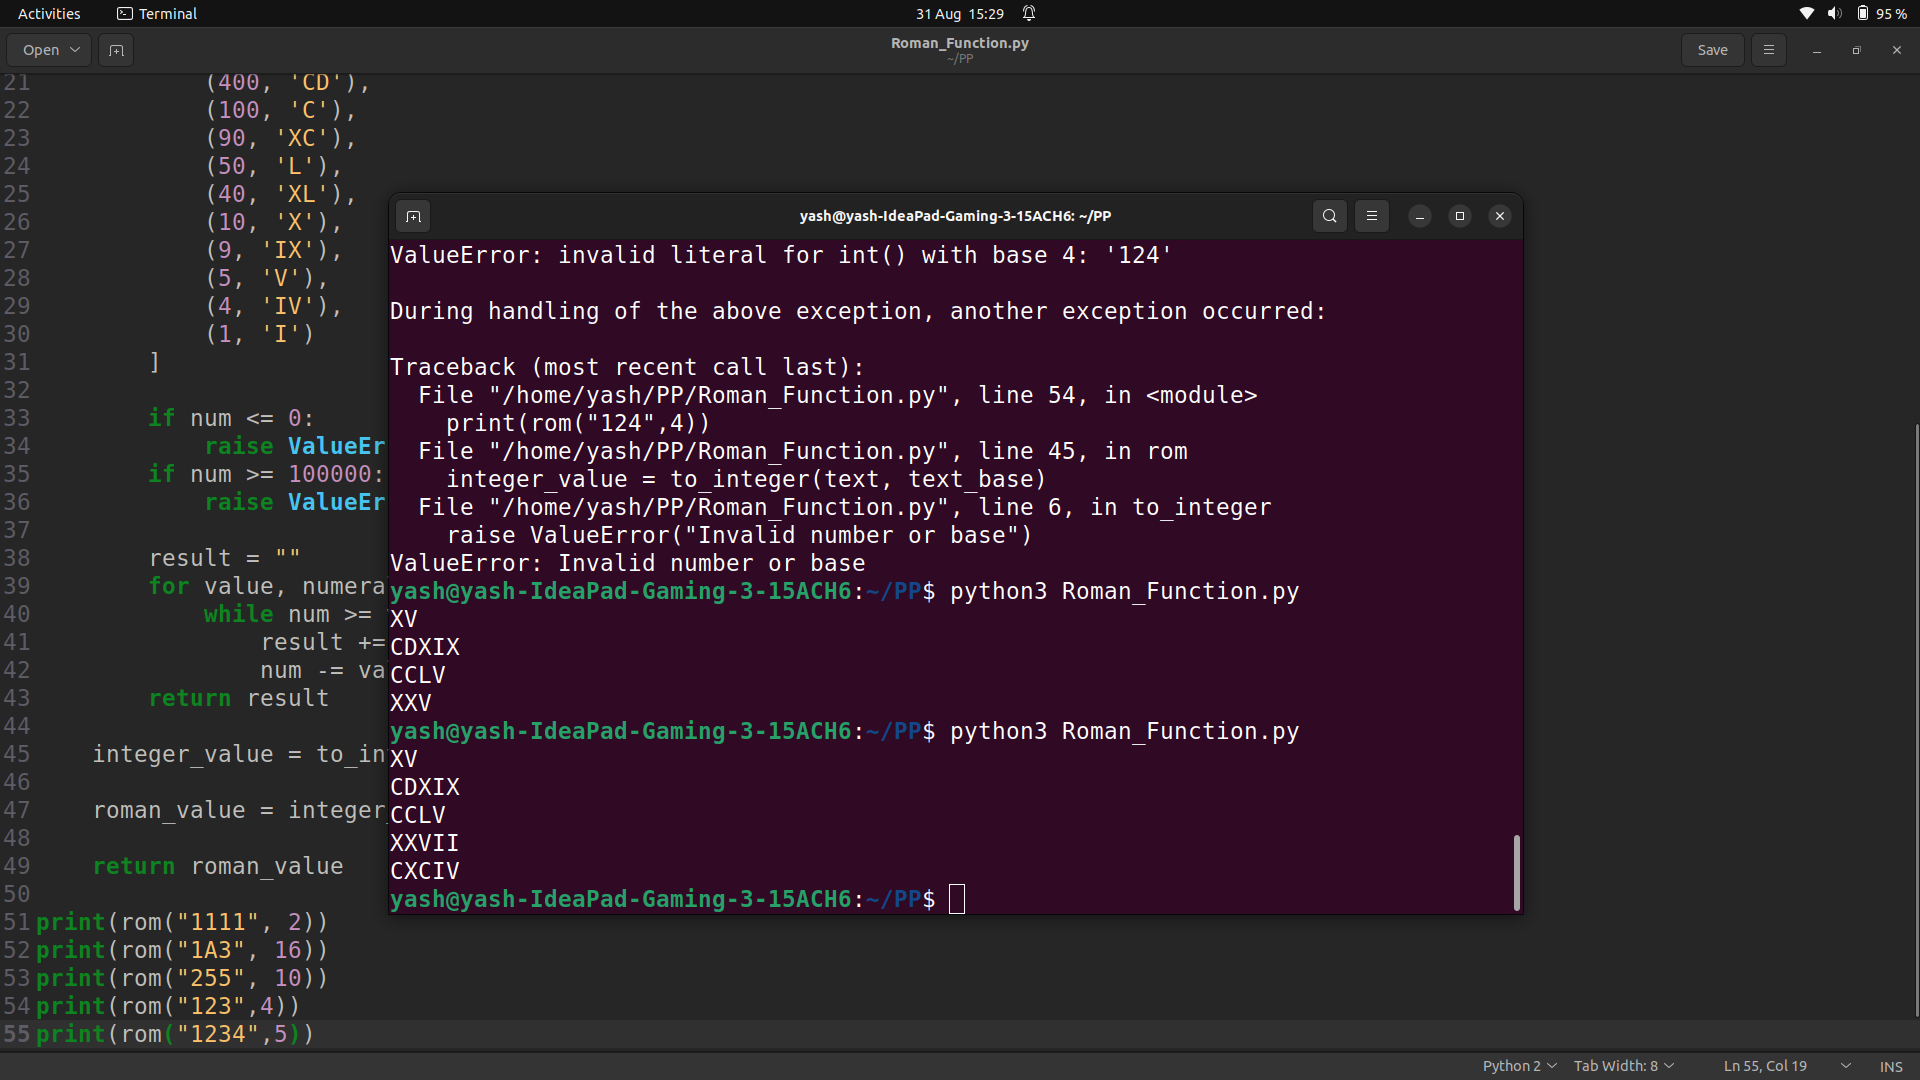 Activities Terminal 31 Aug 15:29 95 %
Open Roman_Function.py Save
~/PP
21 (400, 'CD'),
22 (100, 'C'),
23 (90, 'XC'),
24 (50, 'L'),
25 (40, 'XL'),
26 (10, 'X'),
27 (9, 'IX'),
28 (5, 'V'),
29 (4, 'IV'),
30 (1, 'I')
31 ]
32
33 if num <= 0:
34 raise ValueEr
35 if num >= 100000:
36 raise ValueEr
37
38 result = ""
39 for value, numera
40 while num >=
41 result +=
42 num -= va
43 return result
44
45 integer_value = to_in
46
47 roman_value = integer_
48
49 return roman_value
50
51 print(rom("1111", 2))
52 print(rom("1A3", 16))
53 print(rom("255", 10))
54 print(rom("123",4))
55 print(rom("1234",5))
yash@yash-IdeaPad-Gaming-3-15ACH6: ~/PP
ValueError: invalid literal for int() with base 4: '124'
During handling of the above exception, another exception occurred:
Traceback (most recent call last):
File "/home/yash/PP/Roman_Function.py", line 54, in <module>
print(rom("124",4))
File "/home/yash/PP/Roman_Function.py", line 45, in rom
integer_value = to_integer(text, text_base)
File "/home/yash/PP/Roman_Function.py", line 6, in to_integer
raise ValueError("Invalid number or base")
ValueError: Invalid number or base
yash@yash-IdeaPad-Gaming-3-15ACH6:~/PP$ python3 Roman_Function.py
XV
CDXIX
CCLV
XXV
yash@yash-IdeaPad-Gaming-3-15ACH6:~/PP$ python3 Roman_Function.py
XV
CDXIX
CCLV
XXVII
CXCIV
yash@yash-IdeaPad-Gaming-3-15ACH6:~/PP$
Python 2 Tab Width: 8 Ln 55, Col 19 INS